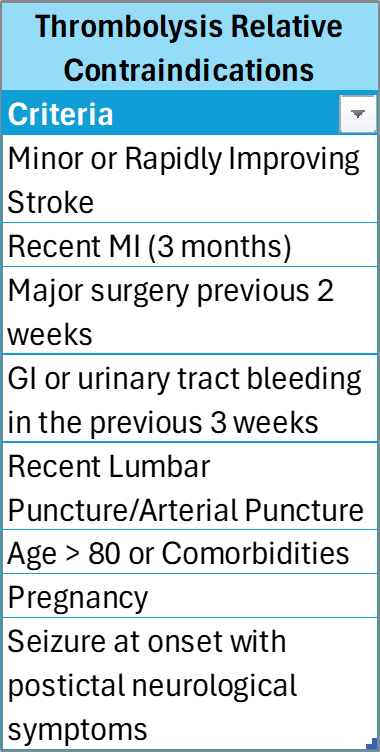 Thrombolysis Relative
Contraindications
Criteria
Minor or Rapidly Improving
Stroke
Recent MI (3 months)
Major surgery previous 2
weeks
GI or urinary tract bleeding
in the previous 3 weeks
Recent Lumbar
Puncture/Arterial Puncture
Age > 80 or Comorbidities
Pregnancy
Seizure at onset with
postictal neurological
symptoms